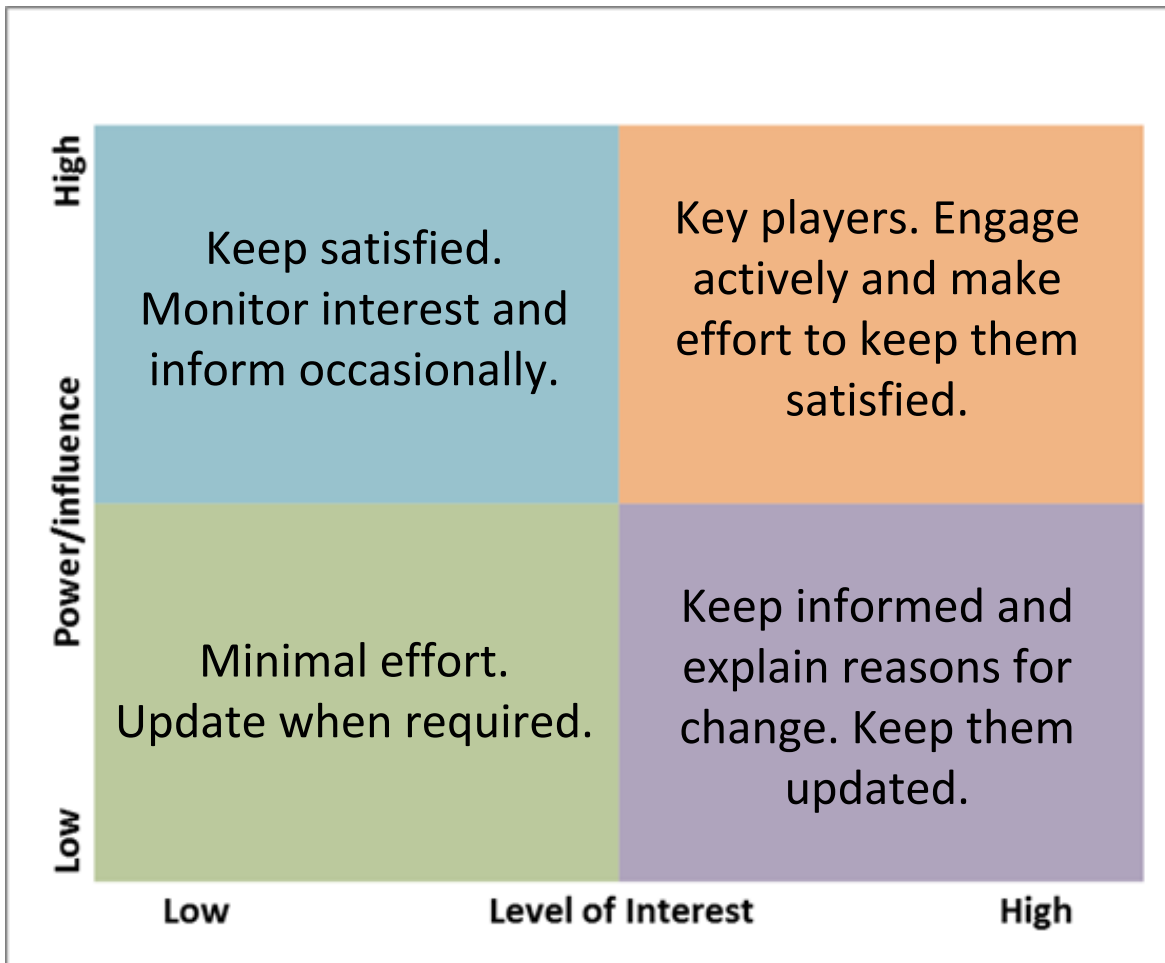 High
Power/influence
Low
Keep satisfied.
Monitor interest and
inform occasionally.
Key players. Engage
actively and make
effort to keep them
satisfied.
Minimal effort.
Update when required.
Keep informed and
explain reasons for
change. Keep them
updated.
Low
Level of Interest
High